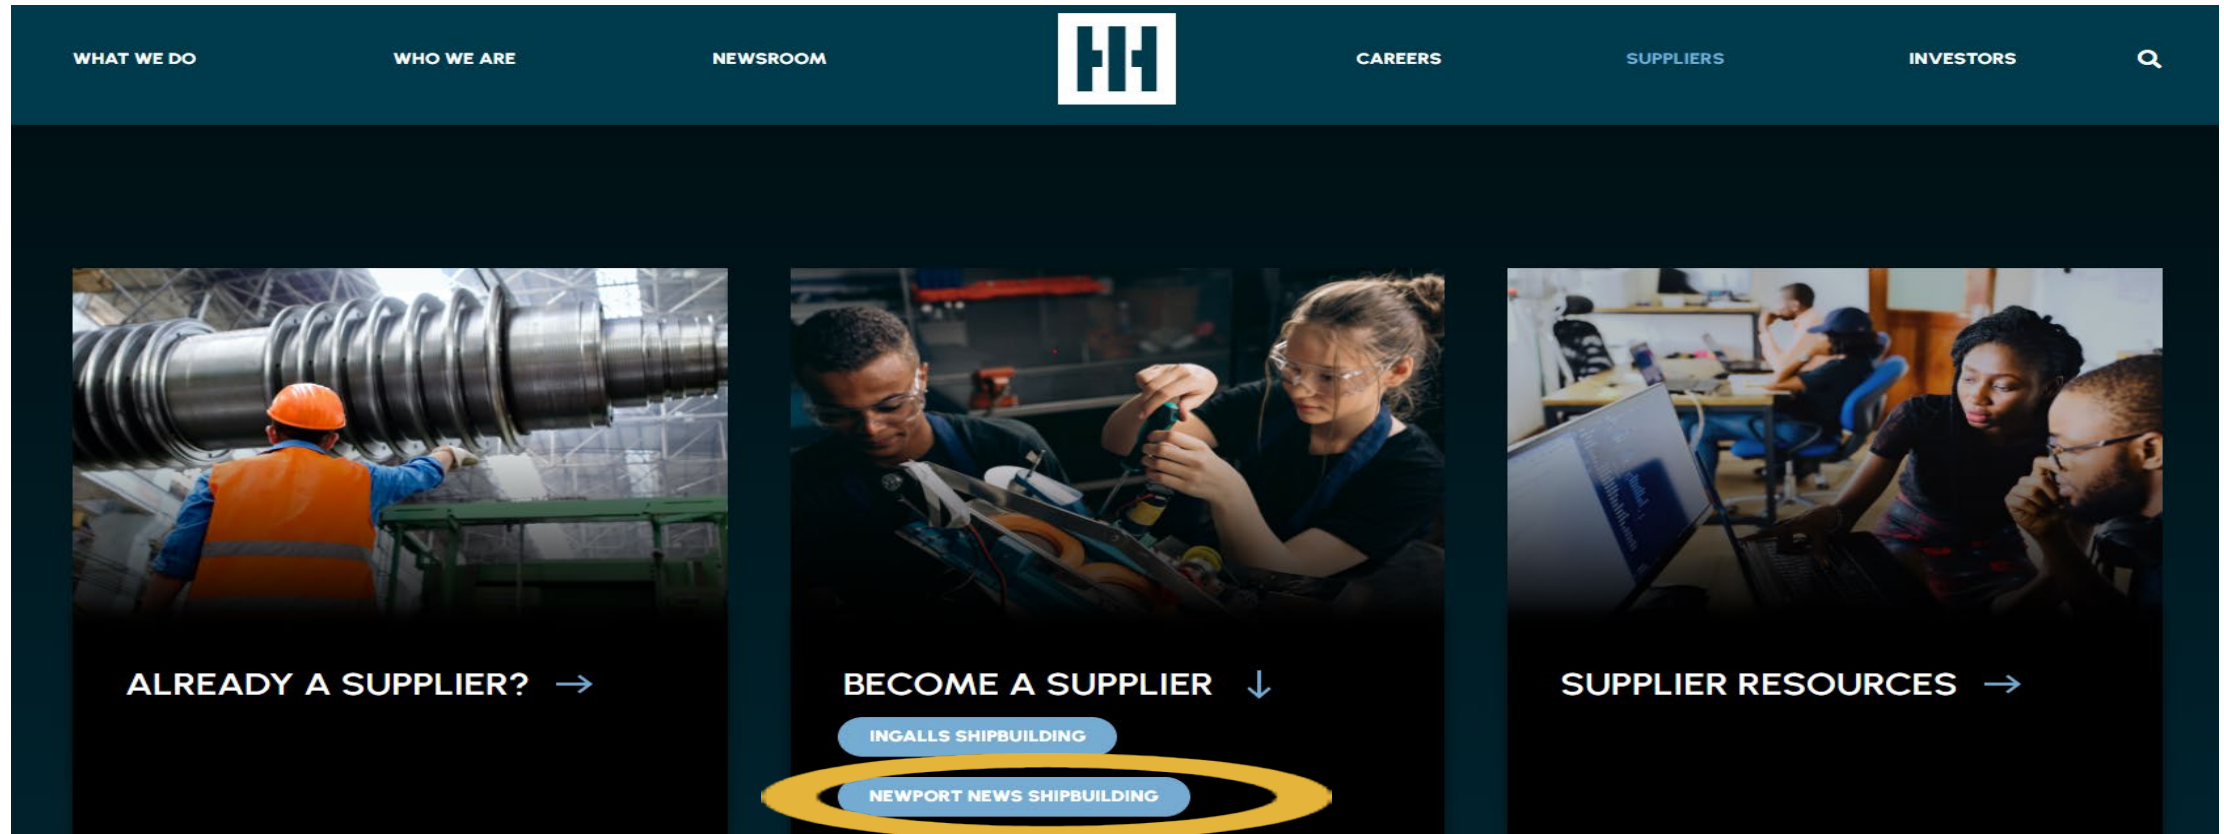 WHAT WE DO
WHO WE ARE
NEWSROOM
CAREERS
SUPPLIERS
INVESTORS
ALREADY A SUPPLIER? →
BECOME A SUPPLIER ↓
INGALLS SHIPBUILDING
NEWPORT NEWS SHIPBUILDING
SUPPLIER RESOURCES →